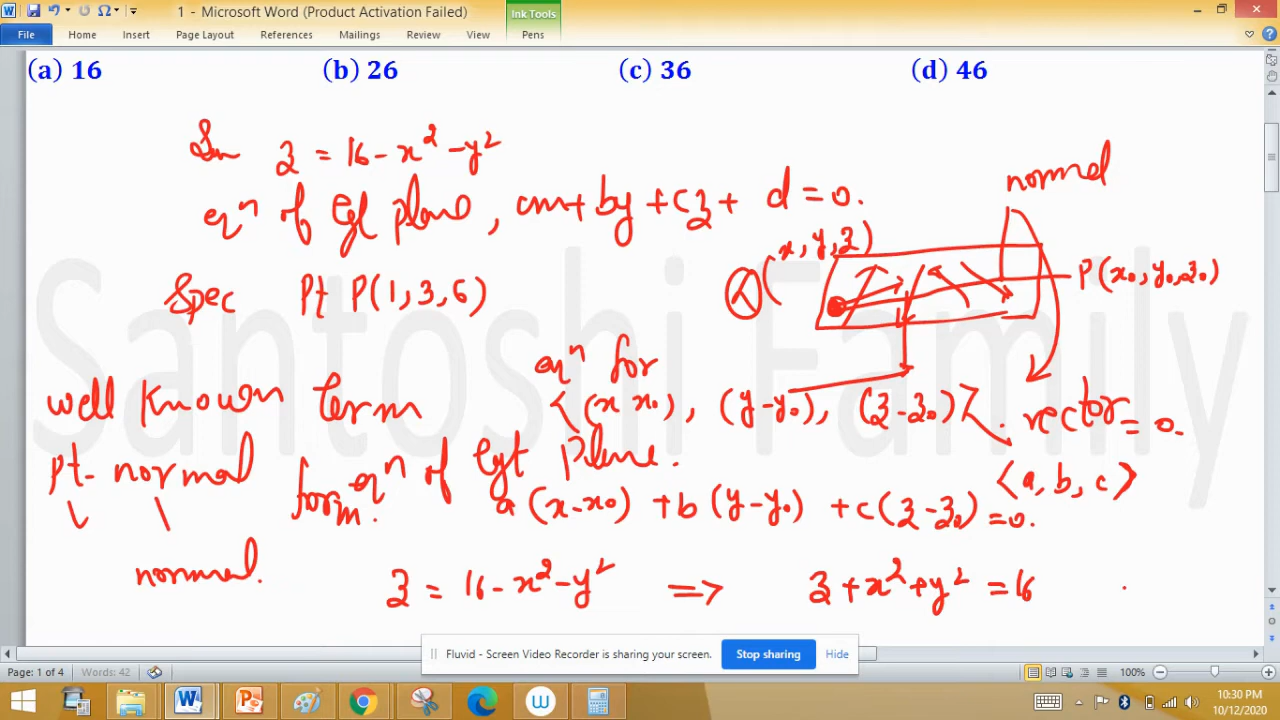 1 - Microsoft Word (Product Activation Failed)
Ink Tools
File Home Insert Page Layout References Mailings Review View Pens
(a) 16 (b) 26 (c) 36 (d) 46
z = 16 - x² - y²
normal
eqⁿ of tgt plane, ax + by + cz + d = 0.
(x, y, z)
P(x₀, y₀, z₀)
Spec Pt P(1, 3, 6)
eqⁿ for
well known term
<(x x₀), (y-y₀), (z-z₀)>. vector = 0.
pt- normal form eqⁿ of tgt plane.
<a, b, c>
a(x-x₀) + b(y-y₀) + c(z-z₀) = 0.
normal.
z = 16 - x² - y² => z + x² + y² = 16
Santoshi Family
Fluvid - Screen Video Recorder is sharing your screen. Stop sharing Hide
Page: 1 of 4 Words: 42 100%
10:30 PM
10/12/2020